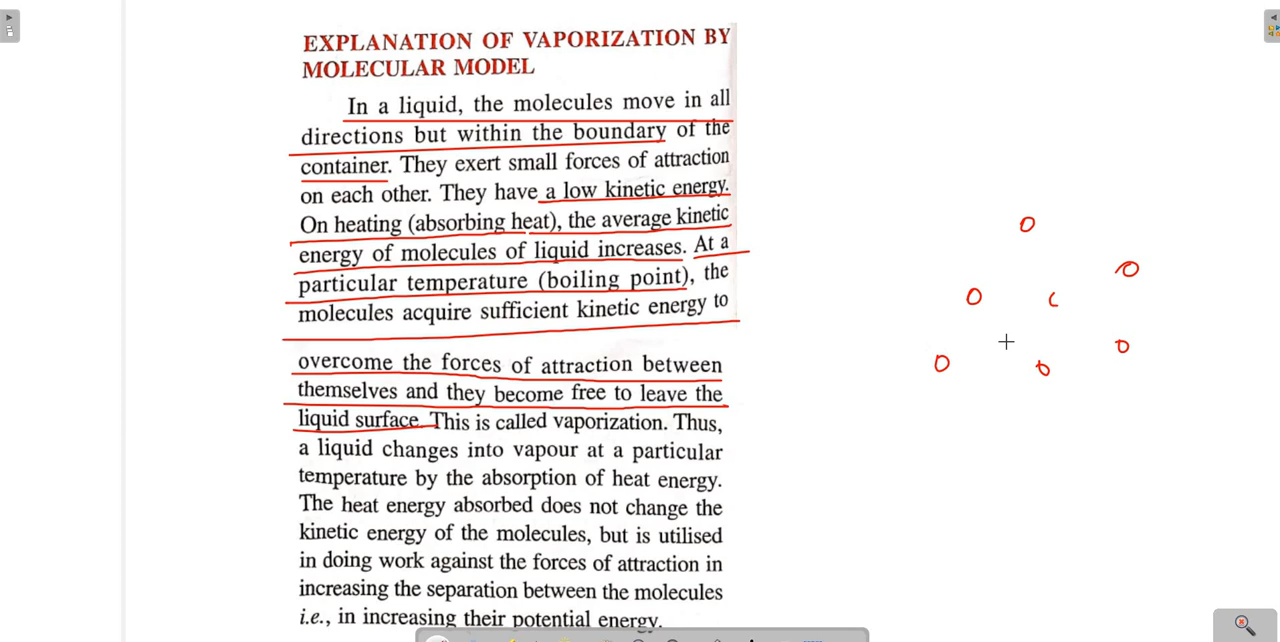 EXPLANATION OF VAPORIZATION BY
MOLECULAR MODEL
In a liquid, the molecules move in all
directions but within the boundary of the
container. They exert small forces of attraction
on each other. They have a low kinetic energy.
On heating (absorbing heat), the average kinetic
energy of molecules of liquid increases. At a
particular temperature (boiling point), the
molecules acquire sufficient kinetic energy to
overcome the forces of attraction between
themselves and they become free to leave the
liquid surface. This is called vaporization. Thus,
a liquid changes into vapour at a particular
temperature by the absorption of heat energy.
The heat energy absorbed does not change the
kinetic energy of the molecules, but is utilised
in doing work against the forces of attraction in
increasing the separation between the molecules
i.e., in increasing their potential energy.